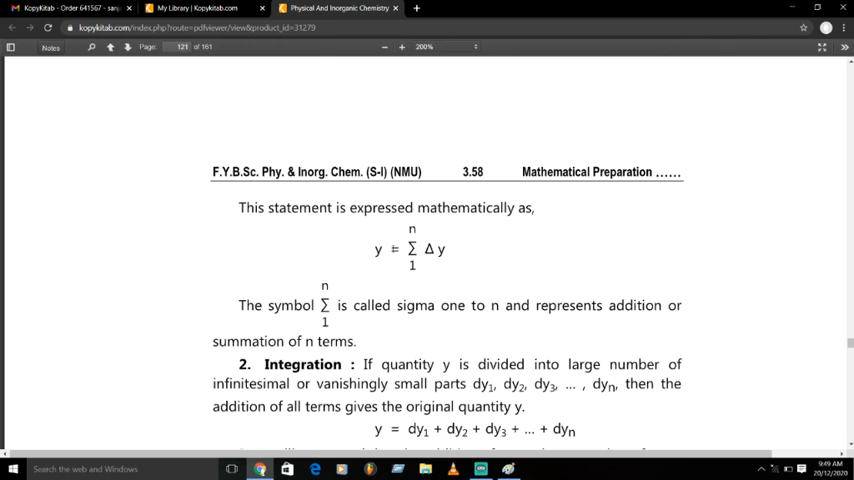 KopyKitab - Order 641567 - sanj
My Library | Kopykitab.com
Physical And Inorganic Chemistry
kopykitab.com/index.php?route=pdfviewer/view&product_id=31279
Notes
Page: 121 of 161
200%
F.Y.B.Sc. Phy. & Inorg. Chem. (S-I) (NMU) 3.58 Mathematical Preparation ......
This statement is expressed mathematically as,
n
y = ∑ Δ y
1
n
The symbol ∑ is called sigma one to n and represents addition or
1
summation of n terms.
2. Integration : If quantity y is divided into large number of
infinitesimal or vanishingly small parts dy₁, dy₂, dy₃, ... , dyₙ, then the
addition of all terms gives the original quantity y.
y = dy₁ + dy₂ + dy₃ + ... + dyₙ
Search the web and Windows
9:49 AM
20/12/2020